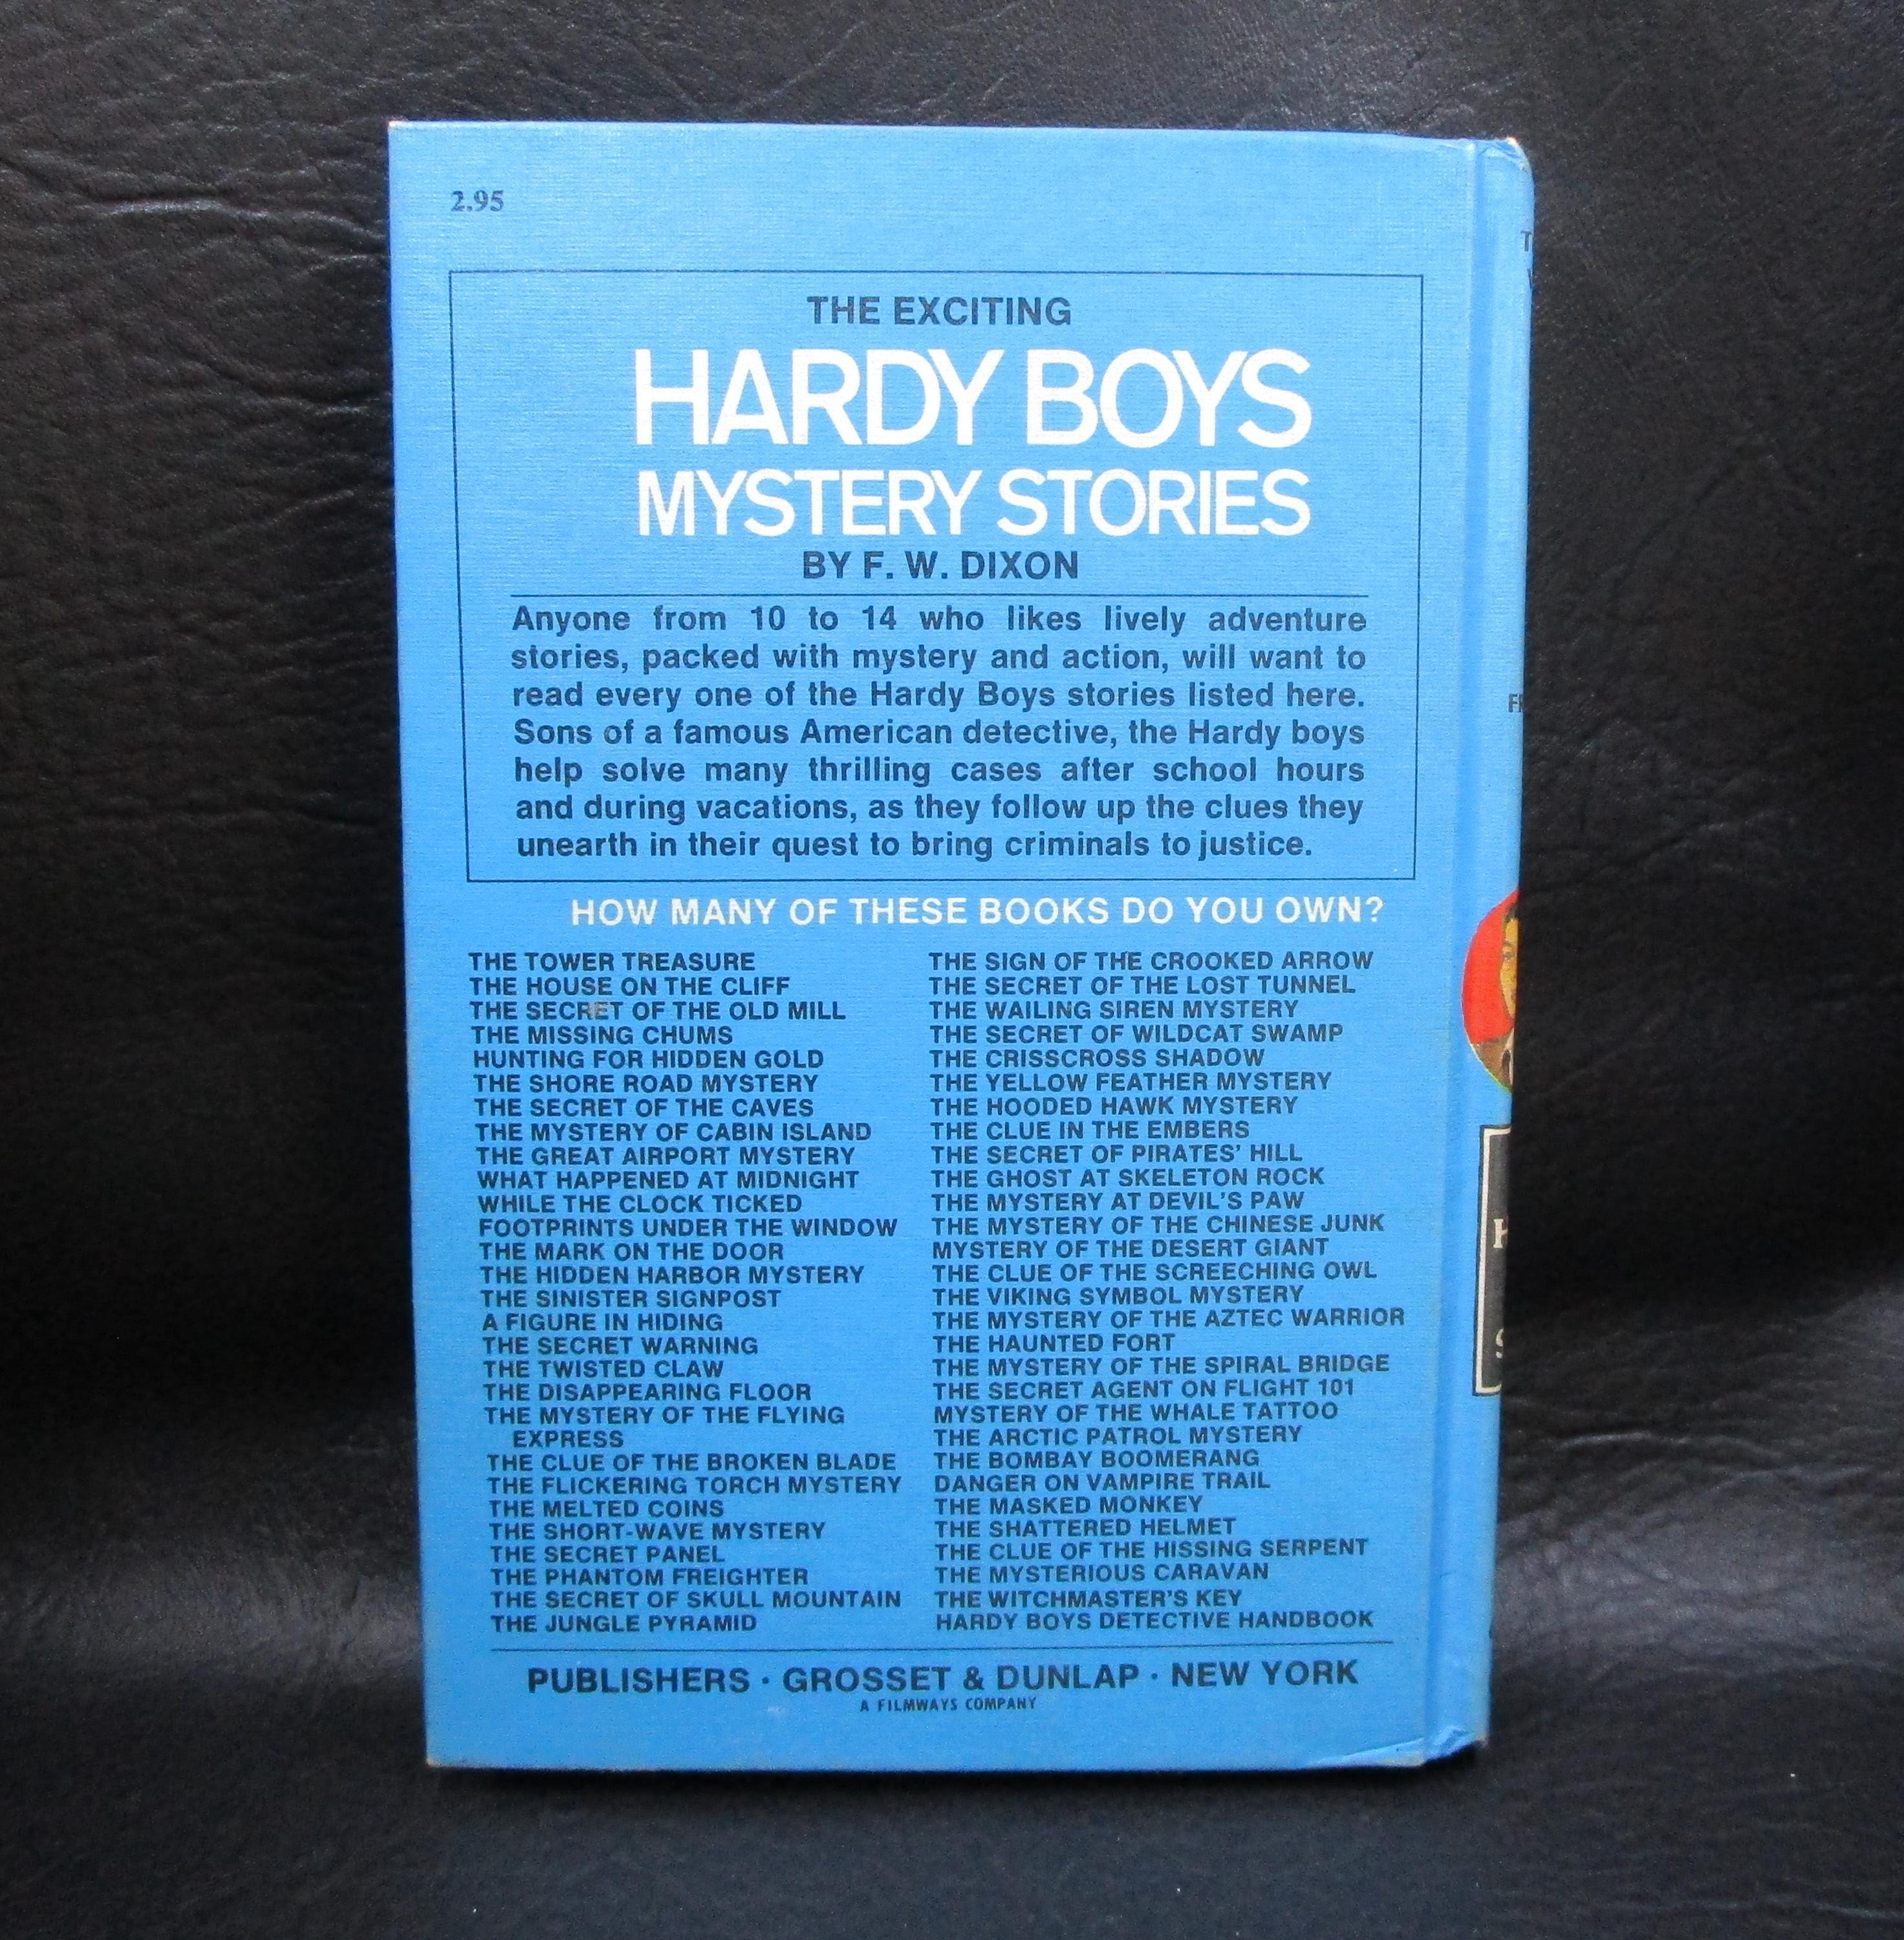 2.95
THE EXCITING
HARDY BOYS
MYSTERY STORIES
BY F. W. DIXON
Anyone from 10 to 14 who likes lively adventure
stories, packed with mystery and action, will want to
read every one of the Hardy Boys stories listed here.
Sons of a famous American detective, the Hardy boys
help solve many thrilling cases after school hours
and during vacations, as they follow up the clues they
unearth in their quest to bring criminals to justice.
HOW MANY OF THESE BOOKS DO YOU OWN?
THE TOWER TREASURE
THE HOUSE ON THE CLIFF
THE SECRET OF THE OLD MILL
THE MISSING CHUMS
HUNTING FOR HIDDEN GOLD
THE SHORE ROAD MYSTERY
THE SECRET OF THE CAVES
THE MYSTERY OF CABIN ISLAND
THE GREAT AIRPORT MYSTERY
WHAT HAPPENED AT MIDNIGHT
WHILE THE CLOCK TICKED
FOOTPRINTS UNDER THE WINDOW
THE MARK ON THE DOOR
THE HIDDEN HARBOR MYSTERY
THE SINISTER SIGNPOST
A FIGURE IN HIDING
THE SECRET WARNING
THE TWISTED CLAW
THE DISAPPEARING FLOOR
THE MYSTERY OF THE FLYING
EXPRESS
THE CLUE OF THE BROKEN BLADE
THE FLICKERING TORCH MYSTERY
THE MELTED COINS
THE SHORT-WAVE MYSTERY
THE SECRET PANEL
THE PHANTOM FREIGHTER
THE SECRET OF SKULL MOUNTAIN
THE JUNGLE PYRAMID
THE SIGN OF THE CROOKED ARROW
THE SECRET OF THE LOST TUNNEL
THE WAILING SIREN MYSTERY
THE SECRET OF WILDCAT SWAMP
THE CRISSCROSS SHADOW
THE YELLOW FEATHER MYSTERY
THE HOODED HAWK MYSTERY
THE CLUE IN THE EMBERS
THE SECRET OF PIRATES' HILL
THE GHOST AT SKELETON ROCK
THE MYSTERY AT DEVIL'S PAW
THE MYSTERY OF THE CHINESE JUNK
MYSTERY OF THE DESERT GIANT
THE CLUE OF THE SCREECHING OWL
THE VIKING SYMBOL MYSTERY
THE MYSTERY OF THE AZTEC WARRIOR
THE HAUNTED FORT
THE MYSTERY OF THE SPIRAL BRIDGE
THE SECRET AGENT ON FLIGHT 101
MYSTERY OF THE WHALE TATTOO
THE ARCTIC PATROL MYSTERY
THE BOMBAY BOOMERANG
DANGER ON VAMPIRE TRAIL
THE MASKED MONKEY
THE SHATTERED HELMET
THE CLUE OF THE HISSING SERPENT
THE MYSTERIOUS CARAVAN
THE WITCHMASTER'S KEY
HARDY BOYS DETECTIVE HANDBOOK
PUBLISHERS · GROSSET & DUNLAP · NEW YORK
A FILMWAYS COMPANY